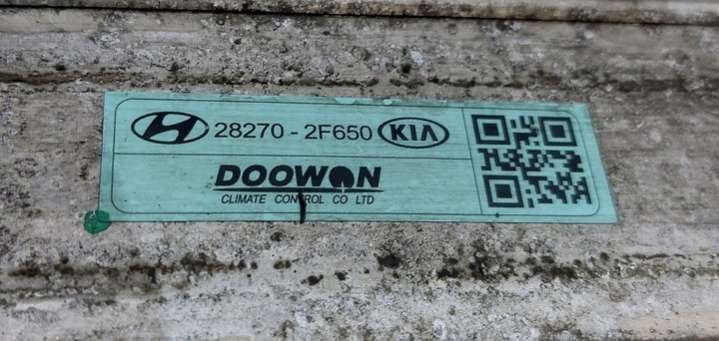 28270 - 2F650 KIA
DOOWON
CLIMATE CONTROL CO LTD